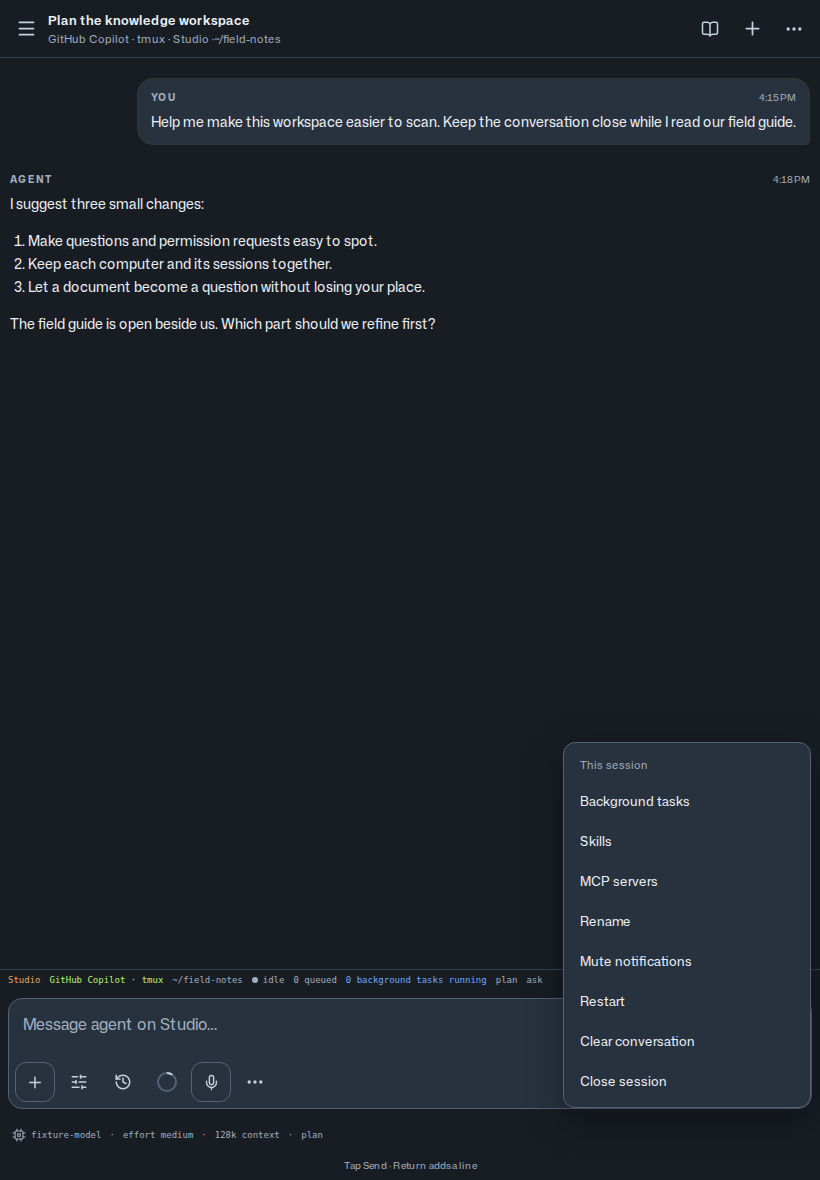 Plan the knowledge workspace
GitHub Copilot · tmux · Studio · ~/field-notes
YOU 4:15 PM
Help me make this workspace easier to scan. Keep the conversation close while I read our field guide.
AGENT 4:18 PM
I suggest three small changes:
1. Make questions and permission requests easy to spot.
2. Keep each computer and its sessions together.
3. Let a document become a question without losing your place.
The field guide is open beside us. Which part should we refine first?
This session
Background tasks
Skills
MCP servers
Rename
Mute notifications
Restart
Clear conversation
Close session
Studio GitHub Copilot · tmux ~/field-notes ● idle 0 queued 0 background tasks running plan ask
Message agent on Studio...
fixture-model · effort medium · 128k context · plan
Tap Send · Return adds a line